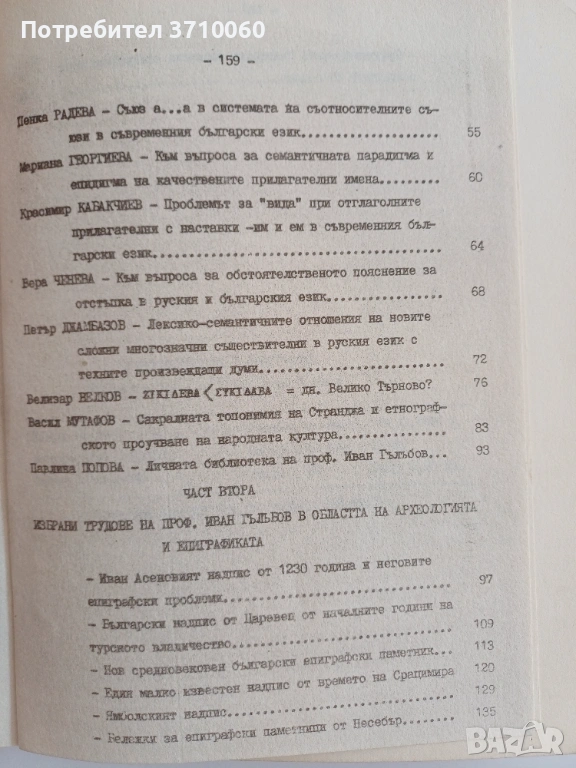 Потребител 3710060
- 159 -
Пенка РАДЕВА - Съюз а...а в системата на съотносителните съ-
юзи в съвременния български език................ 55
Мариана ГЕОРГИЕВА - Към въпроса за семантичната парадигма и
епидигма на качествените прилагателни имена......... 60
Красимир КАБАКЧИЕВ - Проблемът за "вида" при отглаголните
прилагателни с наставки -им и ем в съвременния бъл-
гарски език........................................ 64
Вера ЧЕНЕВА - Към въпроса за обстоятелственото пояснение за
отстъпка в руския и българския език................ 68
Петър ДЖАМБАЗОВ - Лексико-семантичните отношения на новите
сложни многозначни съществителни в руския език с
техните произвеждащи думи.......................... 72
Велизар ВЕЛКОВ - = дн. Велико Търново? 76
Васил МУТАФОВ - Сакралната топонимия на Странджа и етнограф-
ското проучване на народната култура............... 83
Павлина ПОПОВА - Личната библиотека на проф. Иван Гълъбов... 93
ЧАСТ ВТОРА
ИЗБРАНИ ТРУДОВЕ НА ПРОФ. ИВАН ГЪЛЪБОВ В ОБЛАСТТА НА АРХЕОЛОГИЯТА
И ЕПИГРАФИКАТА
- Иван Асеновият надпис от 1230 година и неговите
епиграфски проблеми........................ 97
- Български надпис от Царевец от началните години на
турското владичество....................... 109
- Нов средновековен български епиграфски паметник... 113
- Един малко известен надпис от времето на Срацимира 120
- Ямболският надпис........................ 129
- Бележки за епиграфски паметници от Несебър........ 135
BAZAR